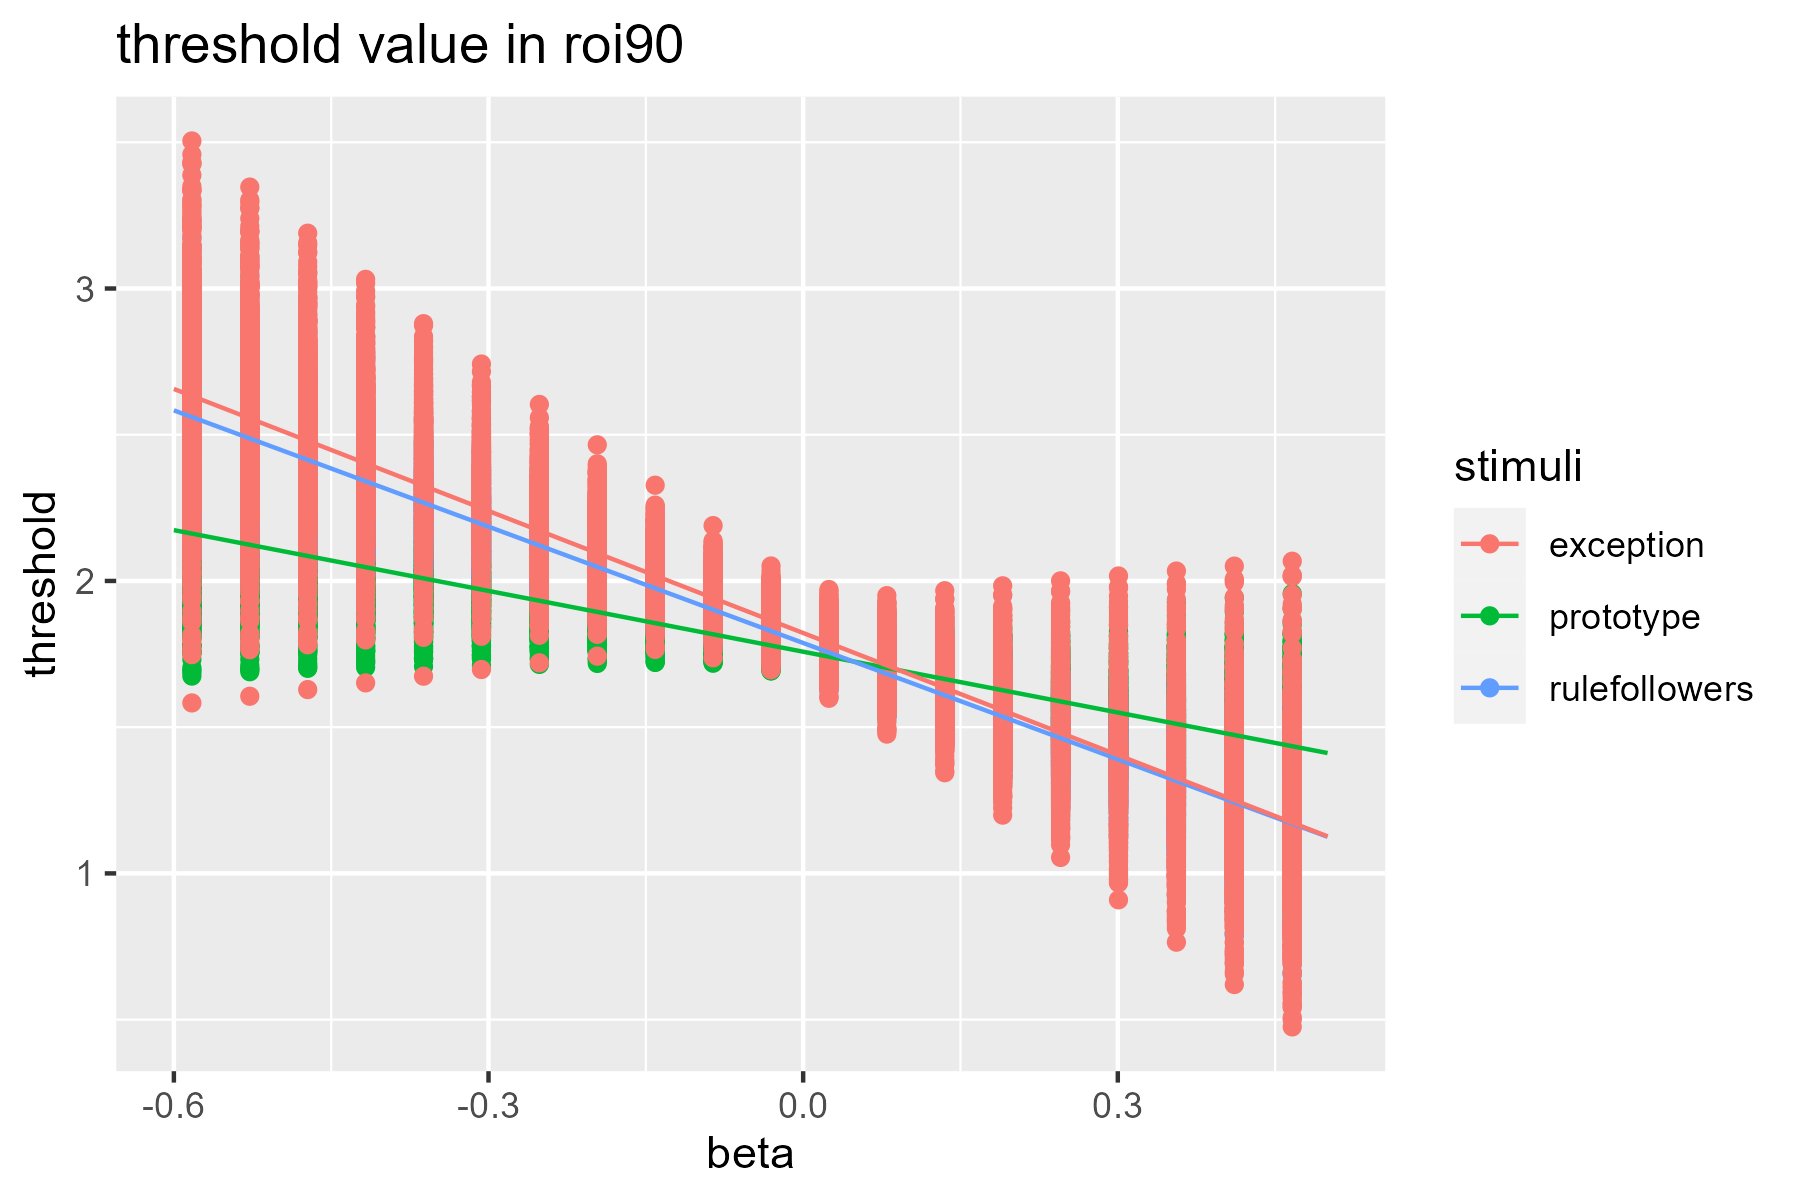 threshold value in roi90
threshold
3
2
1
-0.6
-0.3
0.0
0.3
beta
stimuli
exception
prototype
rulefollowers